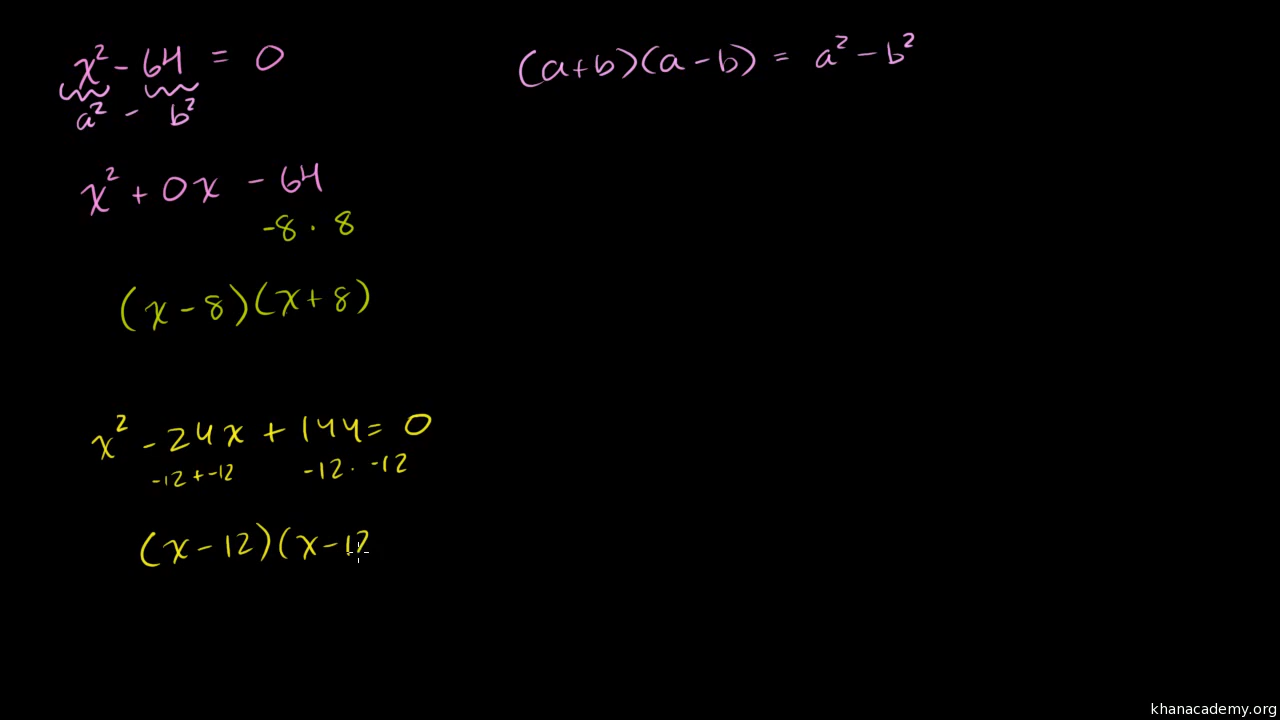 x² - 64 = 0
(a+b)(a-b) = a² - b²
a² - b²
x² + 0x - 64
-8 · 8
(x-8)(x+8)
x² - 24x + 144 = 0
-12 + -12
-12 · -12
(x-12)(x-12
khanacademy.org